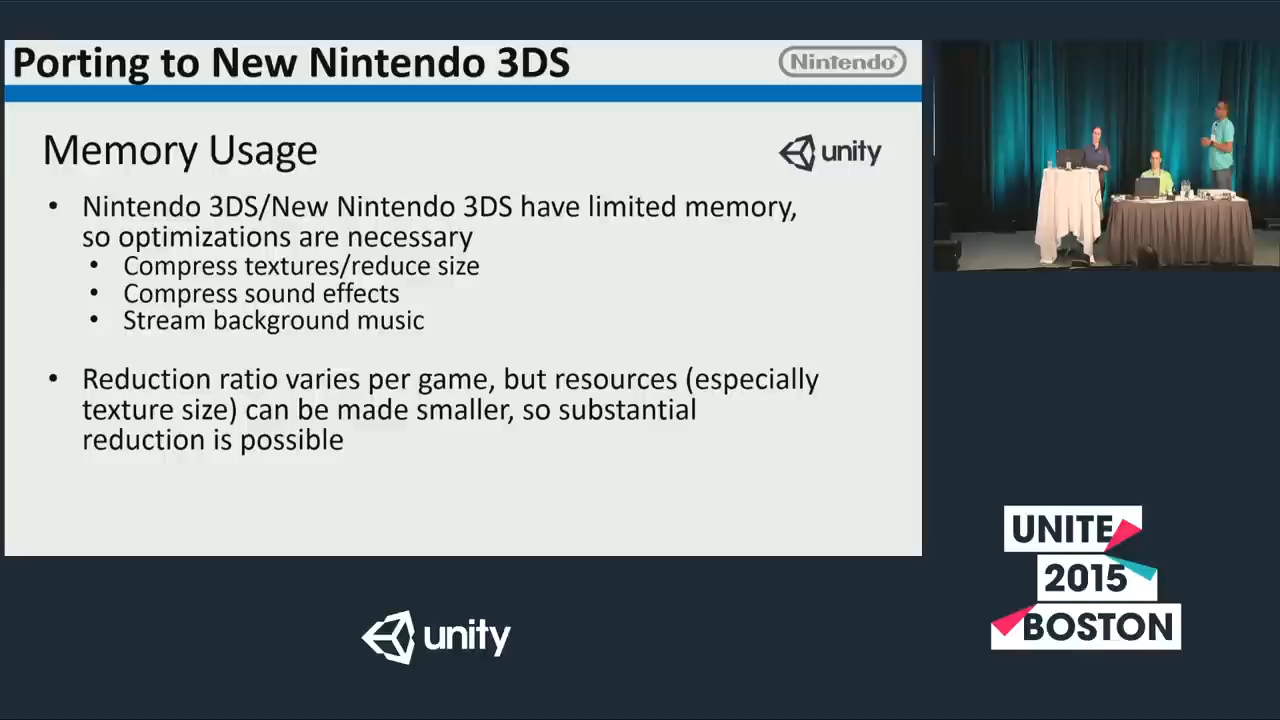 Porting to New Nintendo 3DS
Nintendo
Memory Usage
unity
• Nintendo 3DS/New Nintendo 3DS have limited memory,
so optimizations are necessary
• Compress textures/reduce size
• Compress sound effects
• Stream background music
• Reduction ratio varies per game, but resources (especially
texture size) can be made smaller, so substantial
reduction is possible
UNITE
2015
BOSTON
unity